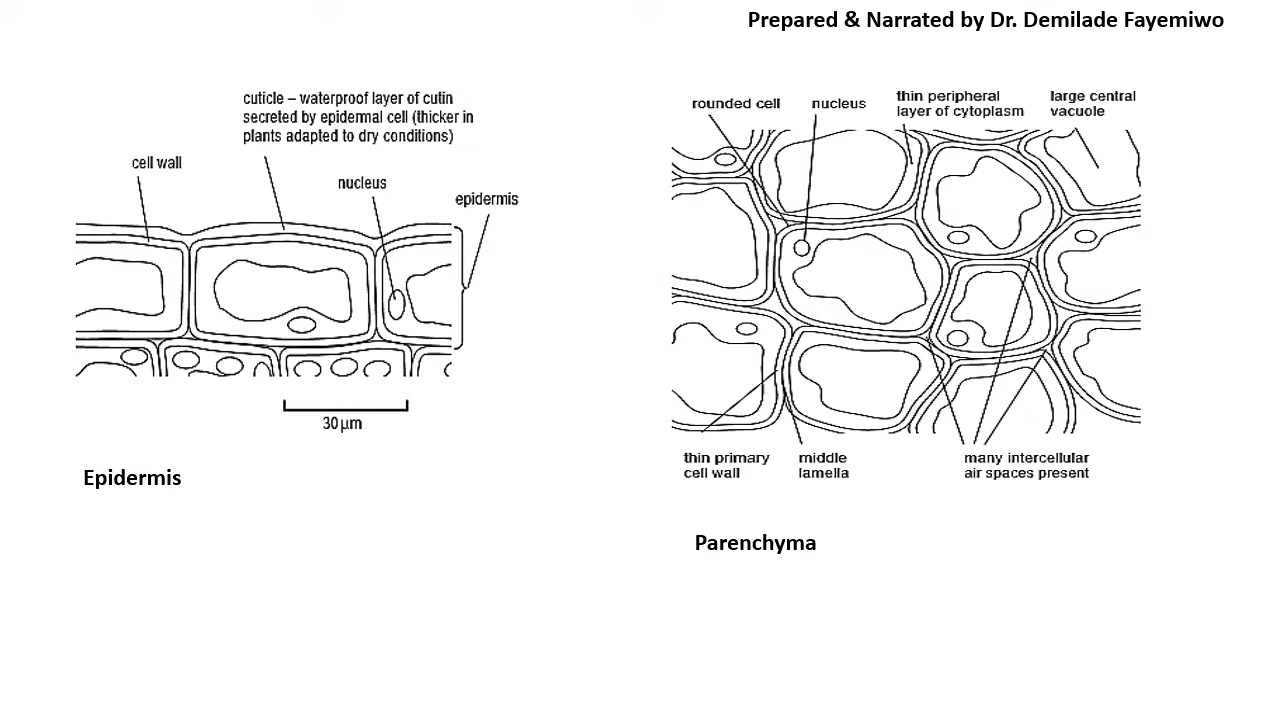 Prepared & Narrated by Dr. Demilade Fayemiwo
cuticle – waterproof layer of cutin
secreted by epidermal cell (thicker in
plants adapted to dry conditions)
cell wall
nucleus
epidermis
30 µm
Epidermis
rounded cell
nucleus
thin peripheral
layer of cytoplasm
large central
vacuole
thin primary
cell wall
middle
lamella
many intercellular
air spaces present
Parenchyma